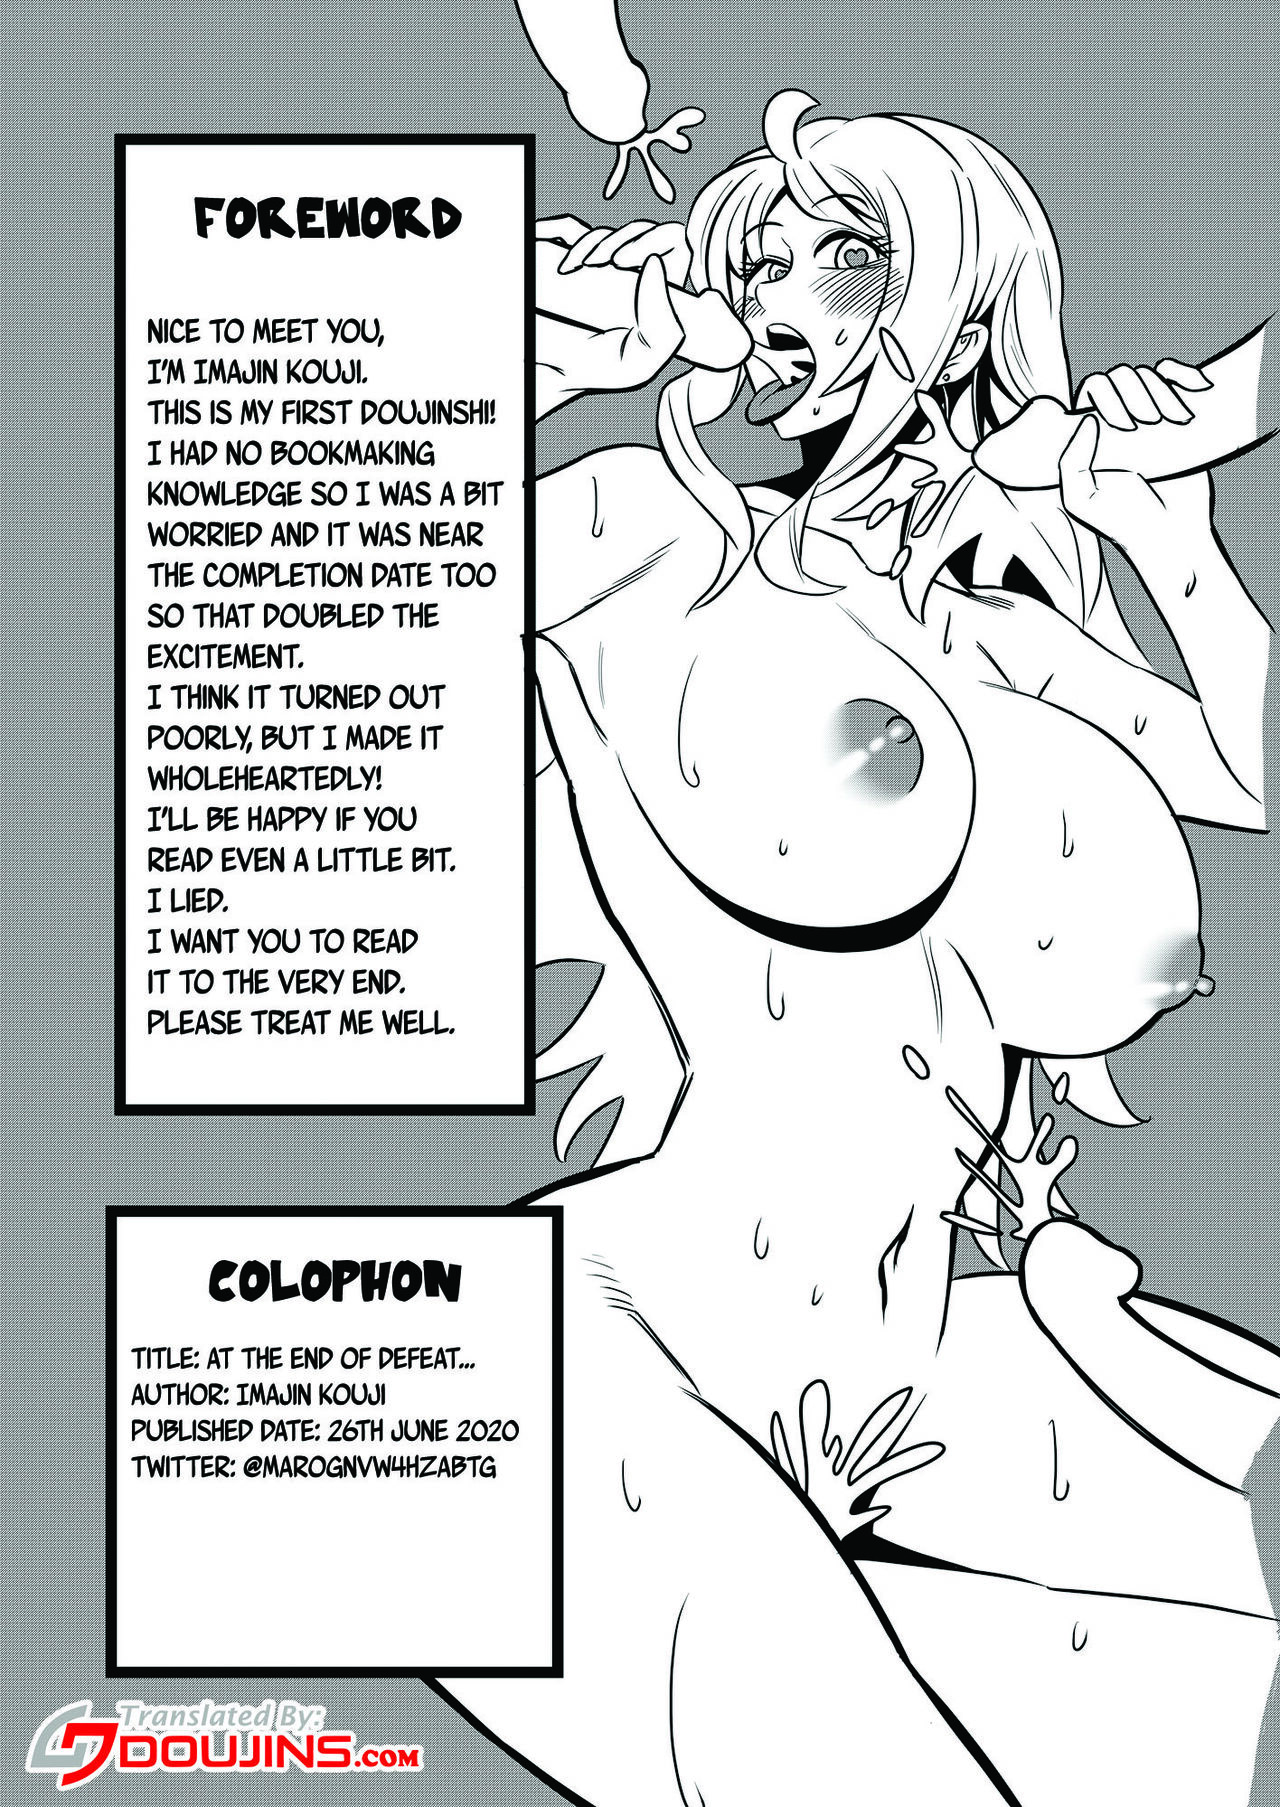 FOREWORD
NICE TO MEET YOU,
I'M IMAJIN KOUJI.
THIS IS MY FIRST DOUJINSHI!
I HAD NO BOOKMAKING
KNOWLEDGE SO I WAS A BIT
WORRIED AND IT WAS NEAR
THE COMPLETION DATE TOO
SO THAT DOUBLED THE
EXCITEMENT.
I THINK IT TURNED OUT
POORLY, BUT I MADE IT
WHOLEHEARTEDLY!
I'LL BE HAPPY IF YOU
READ EVEN A LITTLE BIT.
I LIED.
I WANT YOU TO READ
IT TO THE VERY END.
PLEASE TREAT ME WELL.
COLOPHON
TITLE: AT THE END OF DEFEAT...
AUTHOR: IMAJIN KOUJI
PUBLISHED DATE: 26TH JUNE 2020
TWITTER: @MAROGNVW4HZABTG
Translated By:
DOUJINS.COM